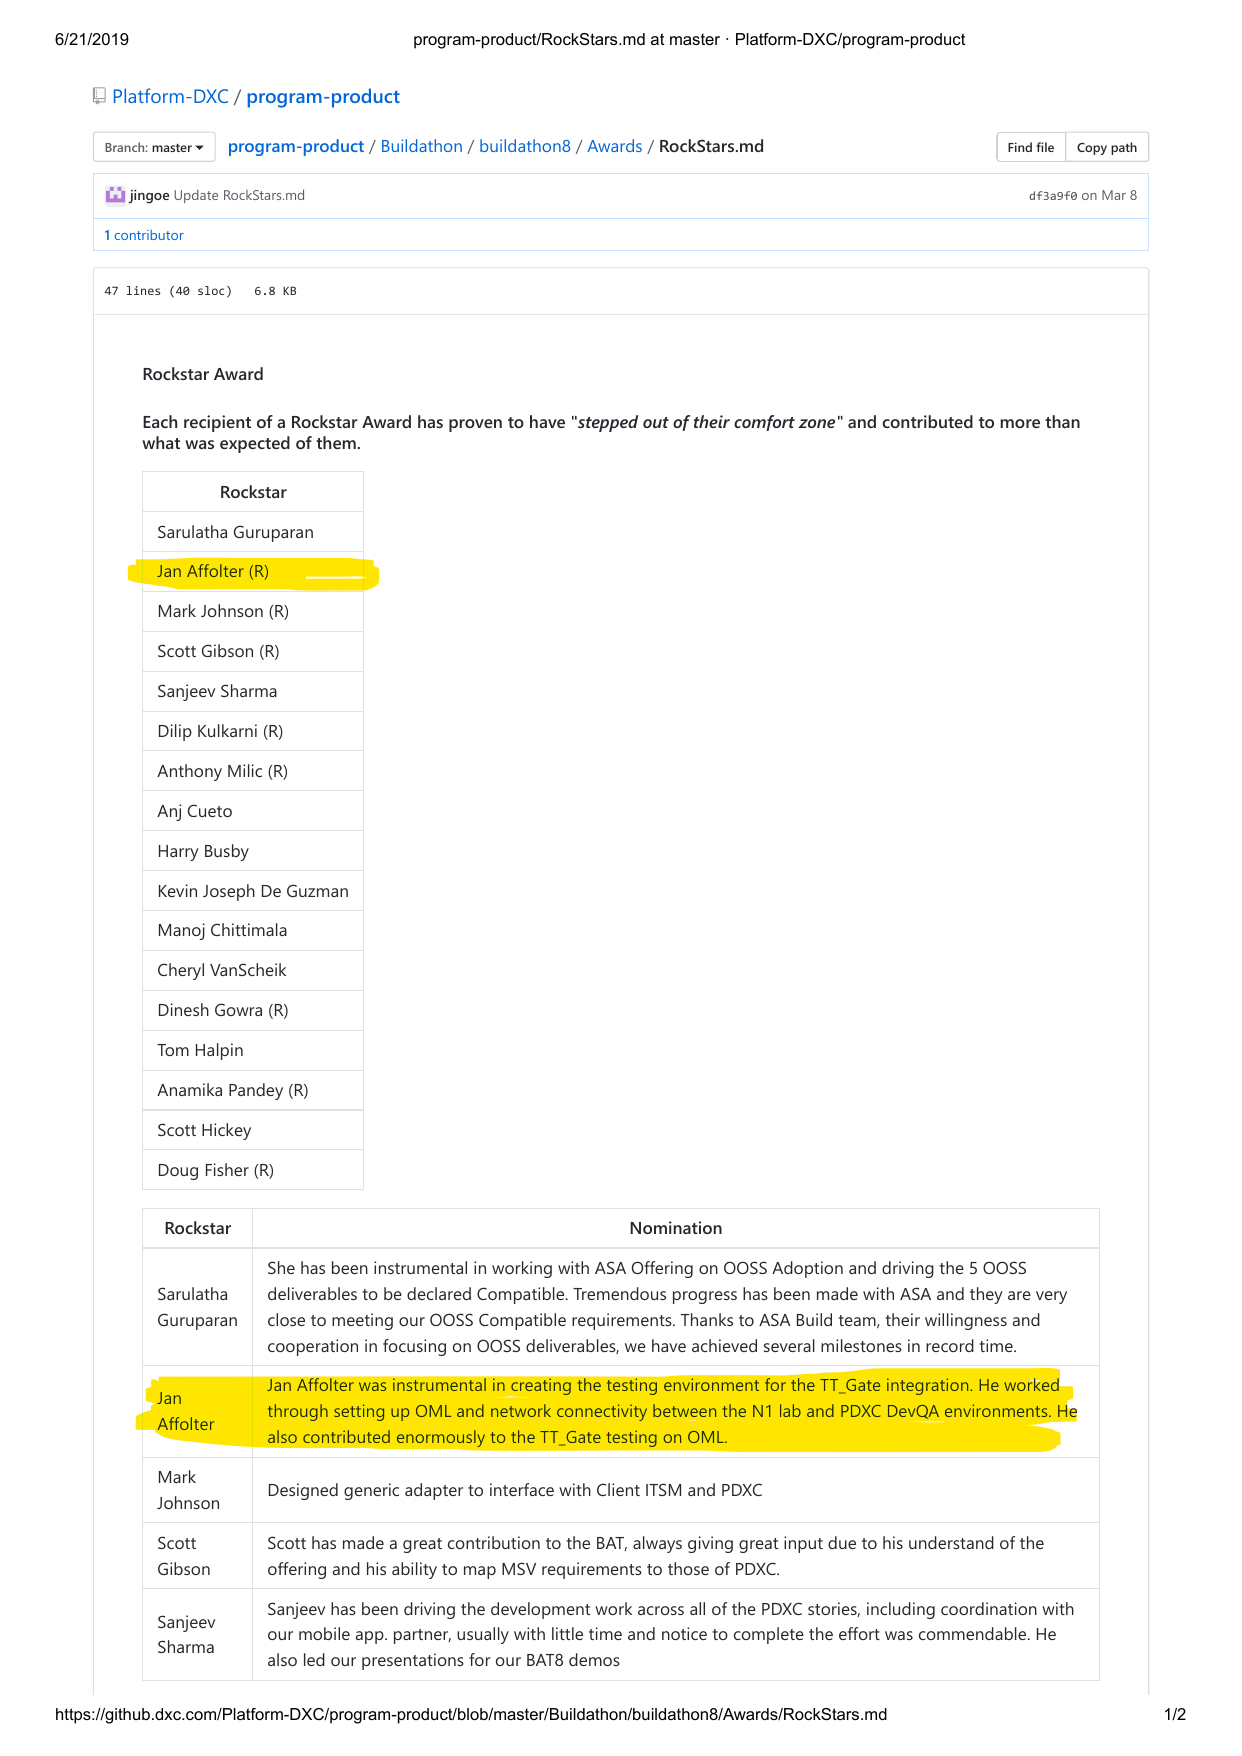 6/21/2019 program-product/RockStars.md at master · Platform-DXC/program-product
Platform-DXC / program-product
Branch: master program-product / Buildathon / buildathon8 / Awards / RockStars.md Find file Copy path
jingoe Update RockStars.md df3a9f0 on Mar 8
1 contributor
47 lines (40 sloc) 6.8 KB
Rockstar Award
Each recipient of a Rockstar Award has proven to have "stepped out of their comfort zone" and contributed to more than
what was expected of them.
Rockstar
Sarulatha Guruparan
Jan Affolter (R)
Mark Johnson (R)
Scott Gibson (R)
Sanjeev Sharma
Dilip Kulkarni (R)
Anthony Milic (R)
Anj Cueto
Harry Busby
Kevin Joseph De Guzman
Manoj Chittimala
Cheryl VanScheik
Dinesh Gowra (R)
Tom Halpin
Anamika Pandey (R)
Scott Hickey
Doug Fisher (R)
Rockstar Nomination
Sarulatha
Guruparan
She has been instrumental in working with ASA Offering on OOSS Adoption and driving the 5 OOSS
deliverables to be declared Compatible. Tremendous progress has been made with ASA and they are very
close to meeting our OOSS Compatible requirements. Thanks to ASA Build team, their willingness and
cooperation in focusing on OOSS deliverables, we have achieved several milestones in record time.
Jan
Affolter
Jan Affolter was instrumental in creating the testing environment for the TT_Gate integration. He worked
through setting up OML and network connectivity between the N1 lab and PDXC DevQA environments. He
also contributed enormously to the TT_Gate testing on OML.
Mark
Johnson
Designed generic adapter to interface with Client ITSM and PDXC
Scott
Gibson
Scott has made a great contribution to the BAT, always giving great input due to his understand of the
offering and his ability to map MSV requirements to those of PDXC.
Sanjeev
Sharma
Sanjeev has been driving the development work across all of the PDXC stories, including coordination with
our mobile app. partner, usually with little time and notice to complete the effort was commendable. He
also led our presentations for our BAT8 demos
https://github.dxc.com/Platform-DXC/program-product/blob/master/Buildathon/buildathon8/Awards/RockStars.md 1/2